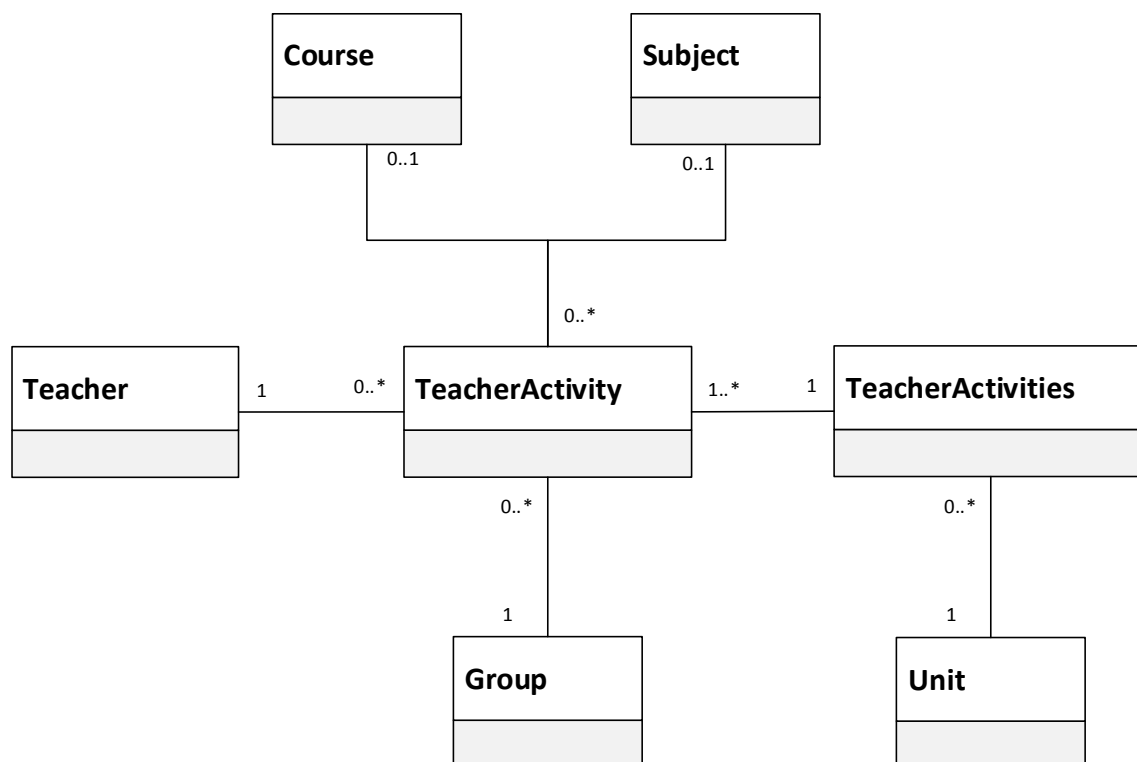 Course
Subject
0..1
0..1
0..*
Teacher
1
0..*
TeacherActivity
1..*
1
TeacherActivities
0..*
0..*
1
1
Group
Unit